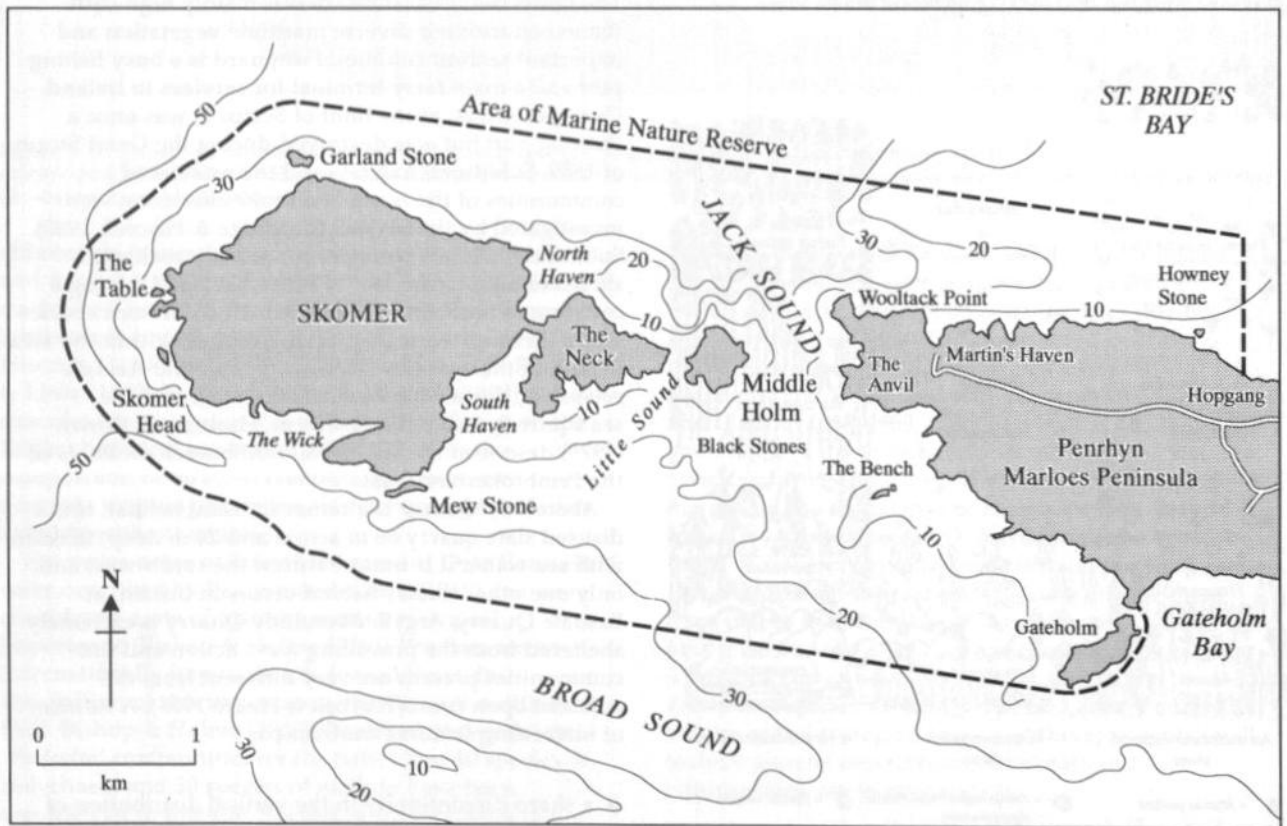 ST. BRIDE'S
BAY
50
Area of Marine Nature Reserve
Garland Stone
30
JACK SOUND
30
20
The
Table
North
Haven
20
Howney
Stone
SKOMER
Wooltack Point
10
10
The
Neck
Martin's Haven
The
Anvil
Middle
Holm
Hopgang
Skomer
Head
South
Haven
10
Little Sound
The Wick
Black Stones
Penrhyn
Marloes Peninsula
50
The Bench
Mew Stone
10
N
20
Gateholm
Gateholm
Bay
BROAD SOUND
30
0 1
km
30
10
20
20